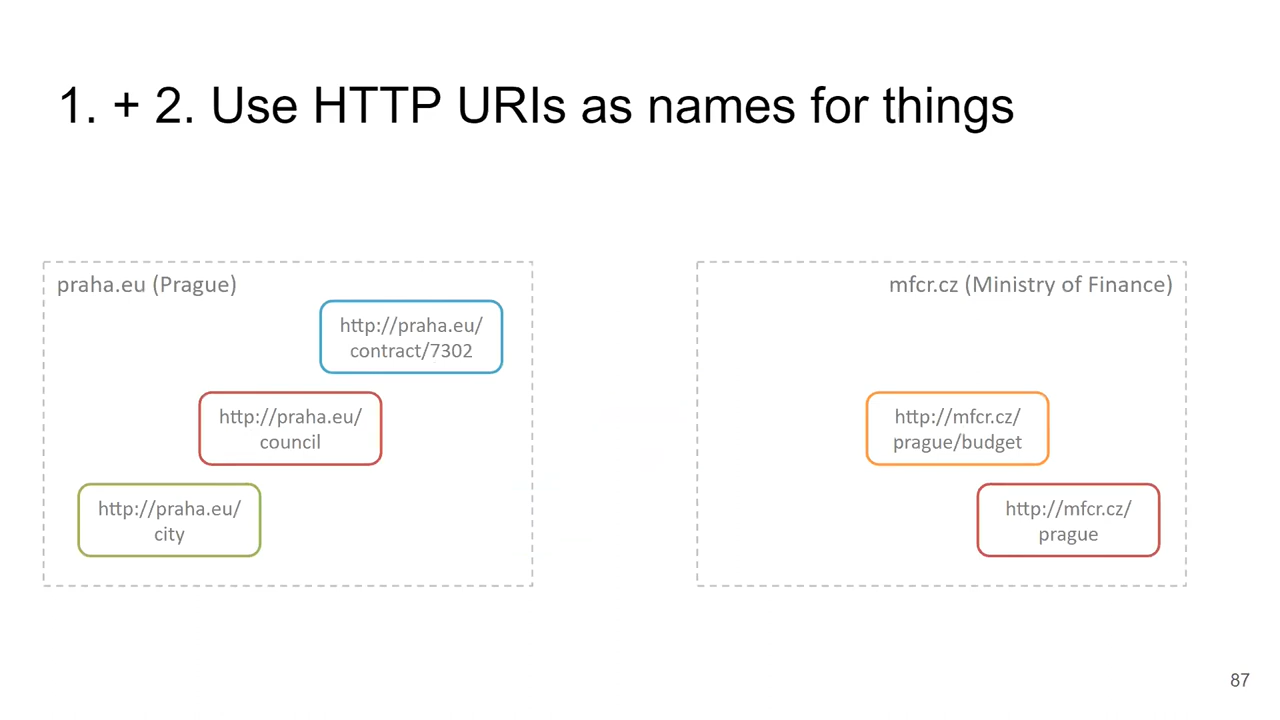 1. + 2. Use HTTP URIs as names for things
praha.eu (Prague)
http://praha.eu/
contract/7302
http://praha.eu/
council
http://praha.eu/
city
mfcr.cz (Ministry of Finance)
http://mfcr.cz/
prague/budget
http://mfcr.cz/
prague
87